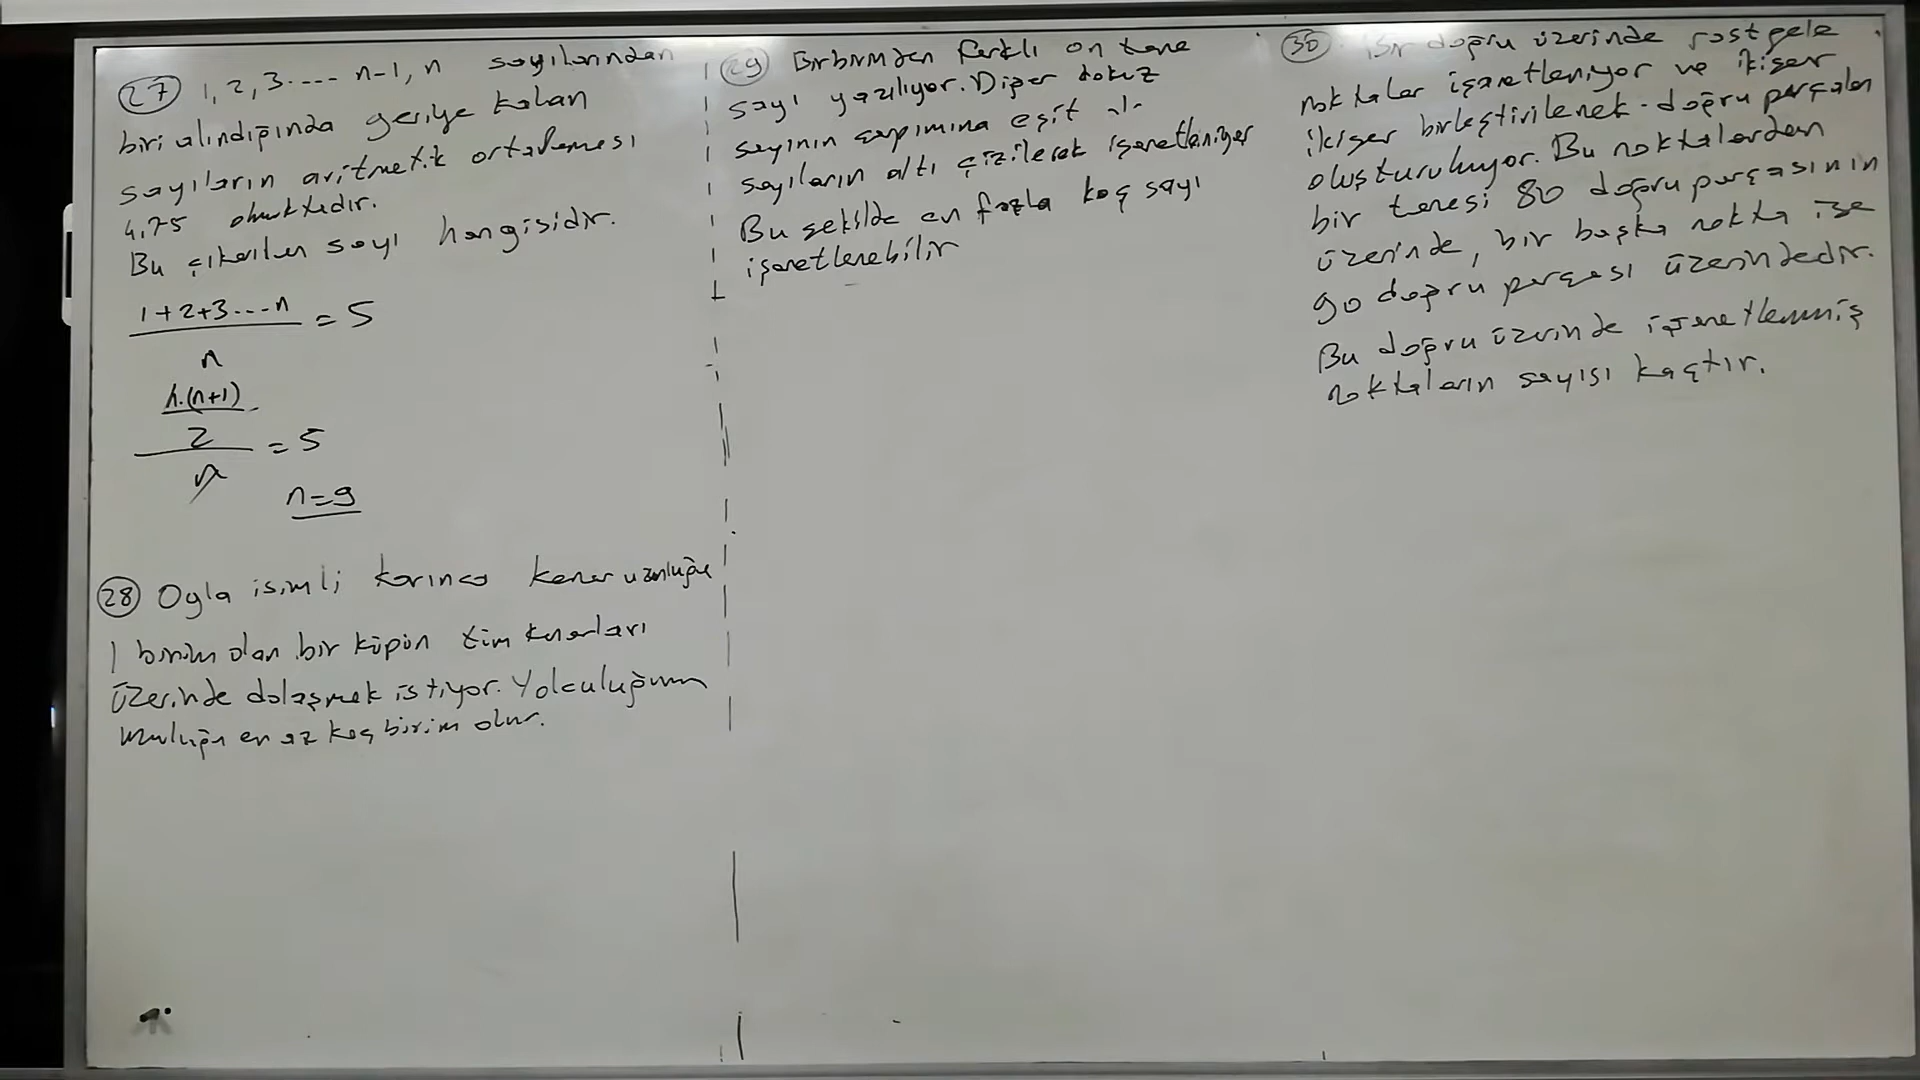 27 1, 2, 3 .... n-1, n sayılarından
biri alındığında geriye kalan
sayıların aritmetik ortalaması
4,75 olmaktadır.
Bu çıkarılan sayı hangisidir.
1+2+3...n
= 5
n
n.(n+1)
2
= 5
n
n=9
28 Ogla isimli karınca kenar uzunluğu
1 birim olan bir küpün tüm kenarları
üzerinde dolaşmak istiyor. Yolculuğunun
uzunluğu en az kaç birim olur.
29 Birbirinden farklı on tane
sayı yazılıyor. Diğer dokuz
sayının çarpımına eşit
sayıların altı çizilerek işaretleniyor
Bu şekilde en fazla kaç sayı
işaretlenebilir
30 Bir doğru üzerinde rastgele
noktalar işaretleniyor ve ikişer
ikişer birleştirilerek doğru parçaları
oluşturuluyor. Bu noktalardan
bir tanesi 80 doğru parçasının
üzerinde, bir başka nokta ise
90 doğru parçası üzerindedir.
Bu doğru üzerinde işaretlenmiş
noktaların sayısı kaçtır.